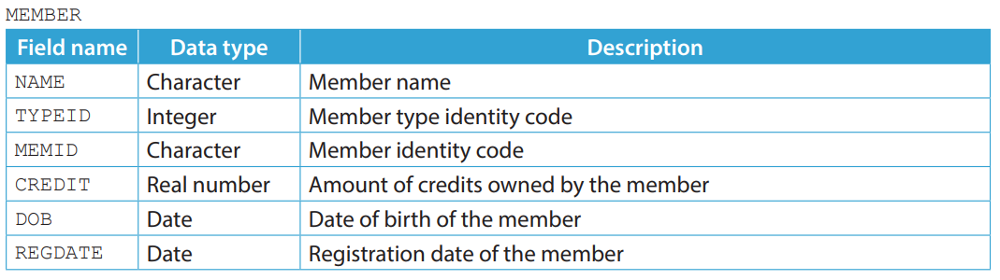 MEMBER
Field name Data type Description
NAME Character Member name
TYPEID Integer Member type identity code
MEMID Character Member identity code
CREDIT Real number Amount of credits owned by the member
DOB Date Date of birth of the member
REGDATE Date Registration date of the member